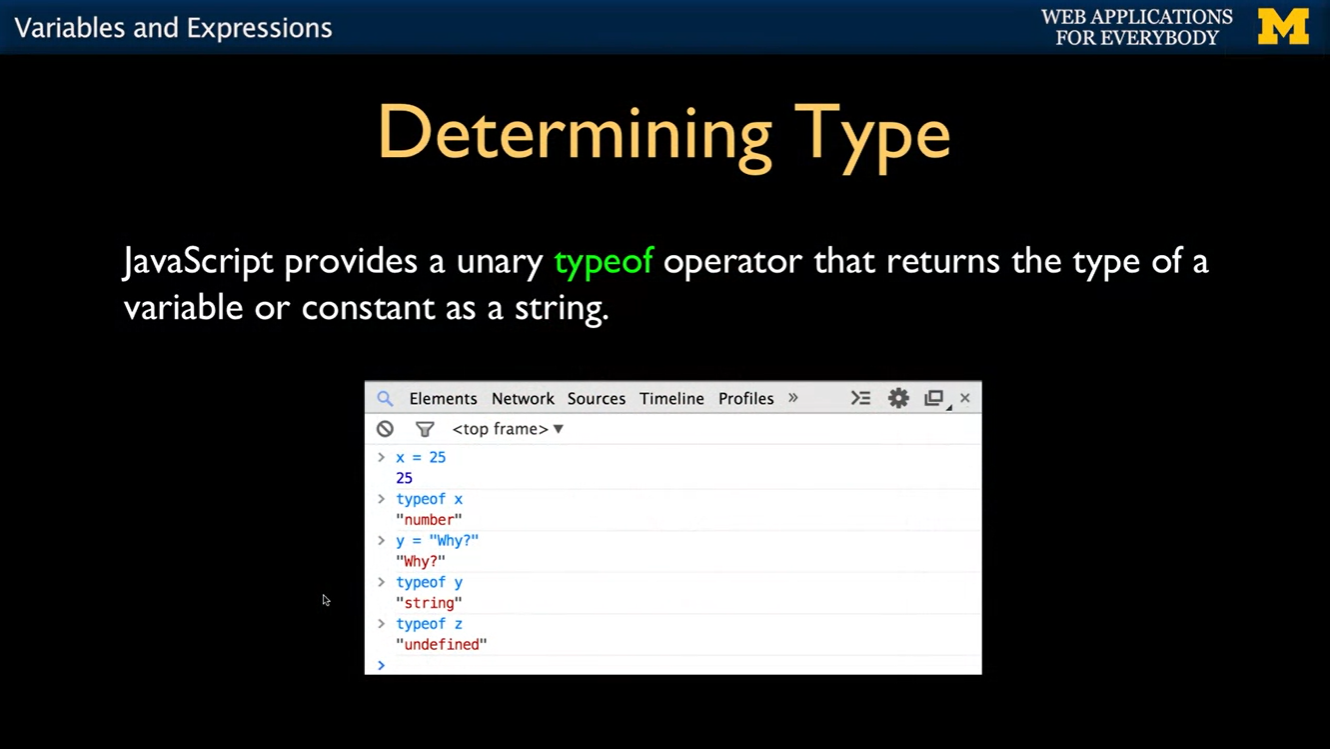 Variables and Expressions
WEB APPLICATIONS
FOR EVERYBODY
M
Determining Type
JavaScript provides a unary typeof operator that returns the type of a
variable or constant as a string.
Elements Network Sources Timeline Profiles »
<top frame> ▼
> x = 25
25
> typeof x
"number"
> y = "Why?"
"Why?"
> typeof y
"string"
> typeof z
"undefined"
>